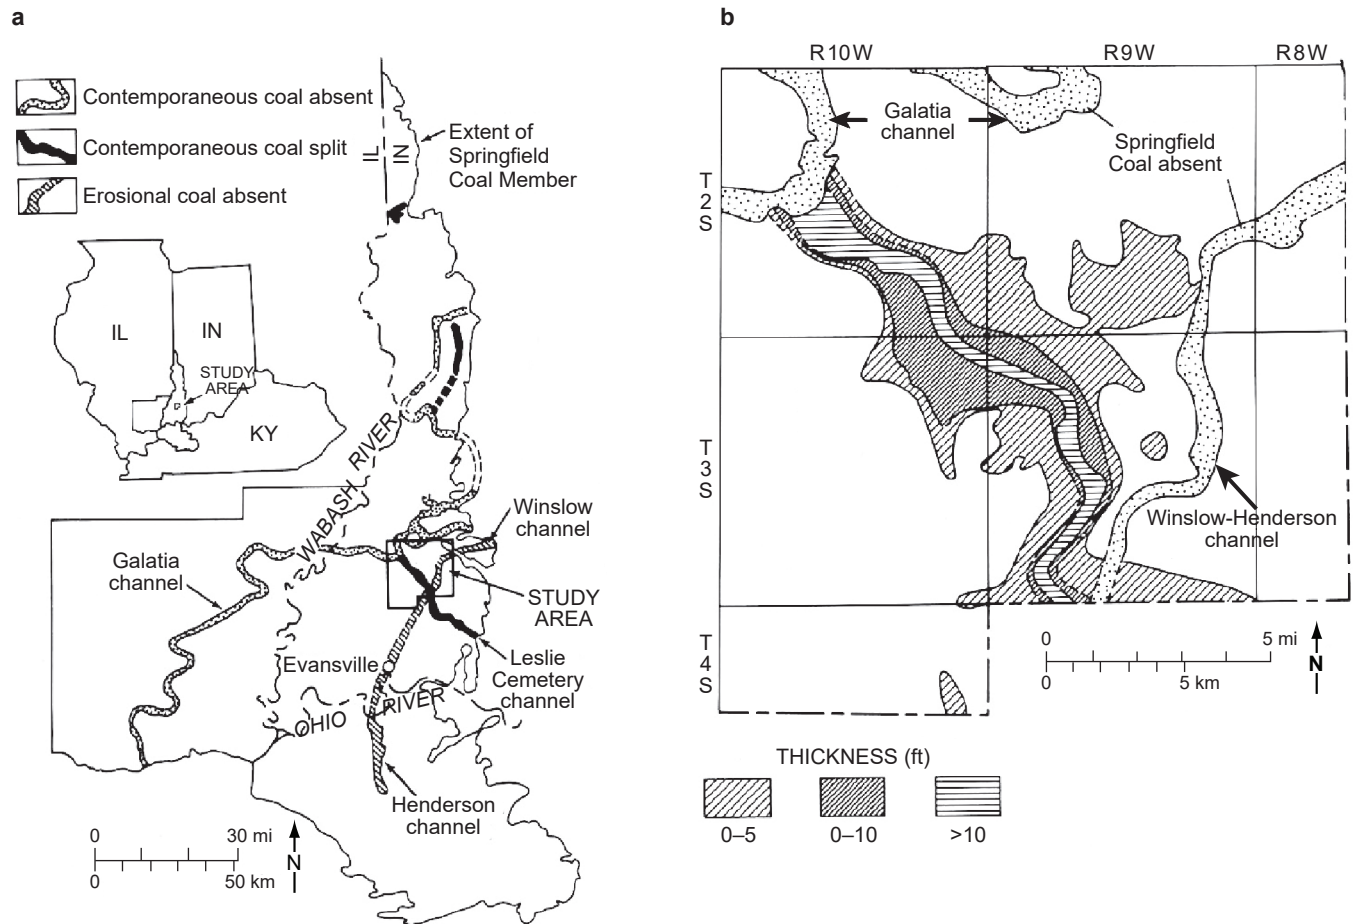 a
Contemporaneous coal absent
Contemporaneous coal split
Erosional coal absent
IL
IN
Extent of
Springfield
Coal Member
IL
IN
STUDY
AREA
KY
WABASH RIVER
Winslow
channel
Galatia
channel
STUDY
AREA
Evansville
Leslie
Cemetery
channel
OHIO RIVER
Henderson
channel
0 30 mi
0 50 km
N
b
R10W R9W R8W
Galatia
channel
Springfield
Coal absent
T
2
S
T
3
S
Winslow-Henderson
channel
T
4
S
0 5 mi
0 5 km
N
THICKNESS (ft)
0–5 0–10 >10